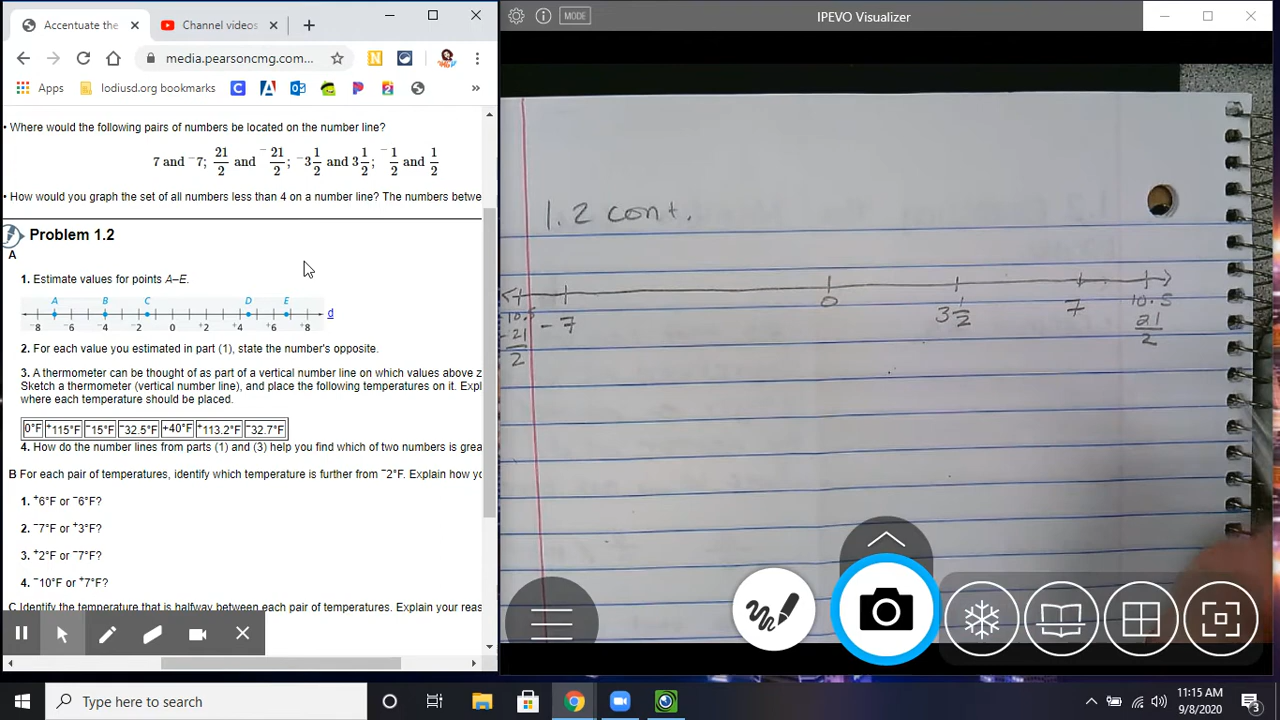 Accentuate the
Channel videos
IPEVO Visualizer
MODE
media.pearsoncmg.com...
Apps
lodiusd.org bookmarks
»
• Where would the following pairs of numbers be located on the number line?
7 and ⁻7; 21/2 and ⁻21/2; ⁻3 1/2 and 3 1/2; ⁻1/2 and 1/2
• How would you graph the set of all numbers less than 4 on a number line? The numbers betwe
Problem 1.2
A
1. Estimate values for points A–E.
A B C D E
⁻8 ⁻6 ⁻4 ⁻2 0 ⁺2 ⁺4 ⁺6 ⁺8
d
2. For each value you estimated in part (1), state the number's opposite.
3. A thermometer can be thought of as part of a vertical number line on which values above z
Sketch a thermometer (vertical number line), and place the following temperatures on it. Expl
where each temperature should be placed.
0°F ⁺115°F ⁻15°F ⁻32.5°F ⁺40°F ⁺113.2°F ⁻32.7°F
4. How do the number lines from parts (1) and (3) help you find which of two numbers is grea
B For each pair of temperatures, identify which temperature is further from ⁻2°F. Explain how yo
1. ⁺6°F or ⁻6°F?
2. ⁻7°F or ⁺3°F?
3. ⁺2°F or ⁻7°F?
4. ⁻10°F or ⁺7°F?
C Identify the temperature that is halfway between each pair of temperatures. Explain your reas
1.2 cont.
-10.5 -7 0 3 1/2 7 10.5
-21/2 21/2
Type here to search
11:15 AM
9/8/2020
3